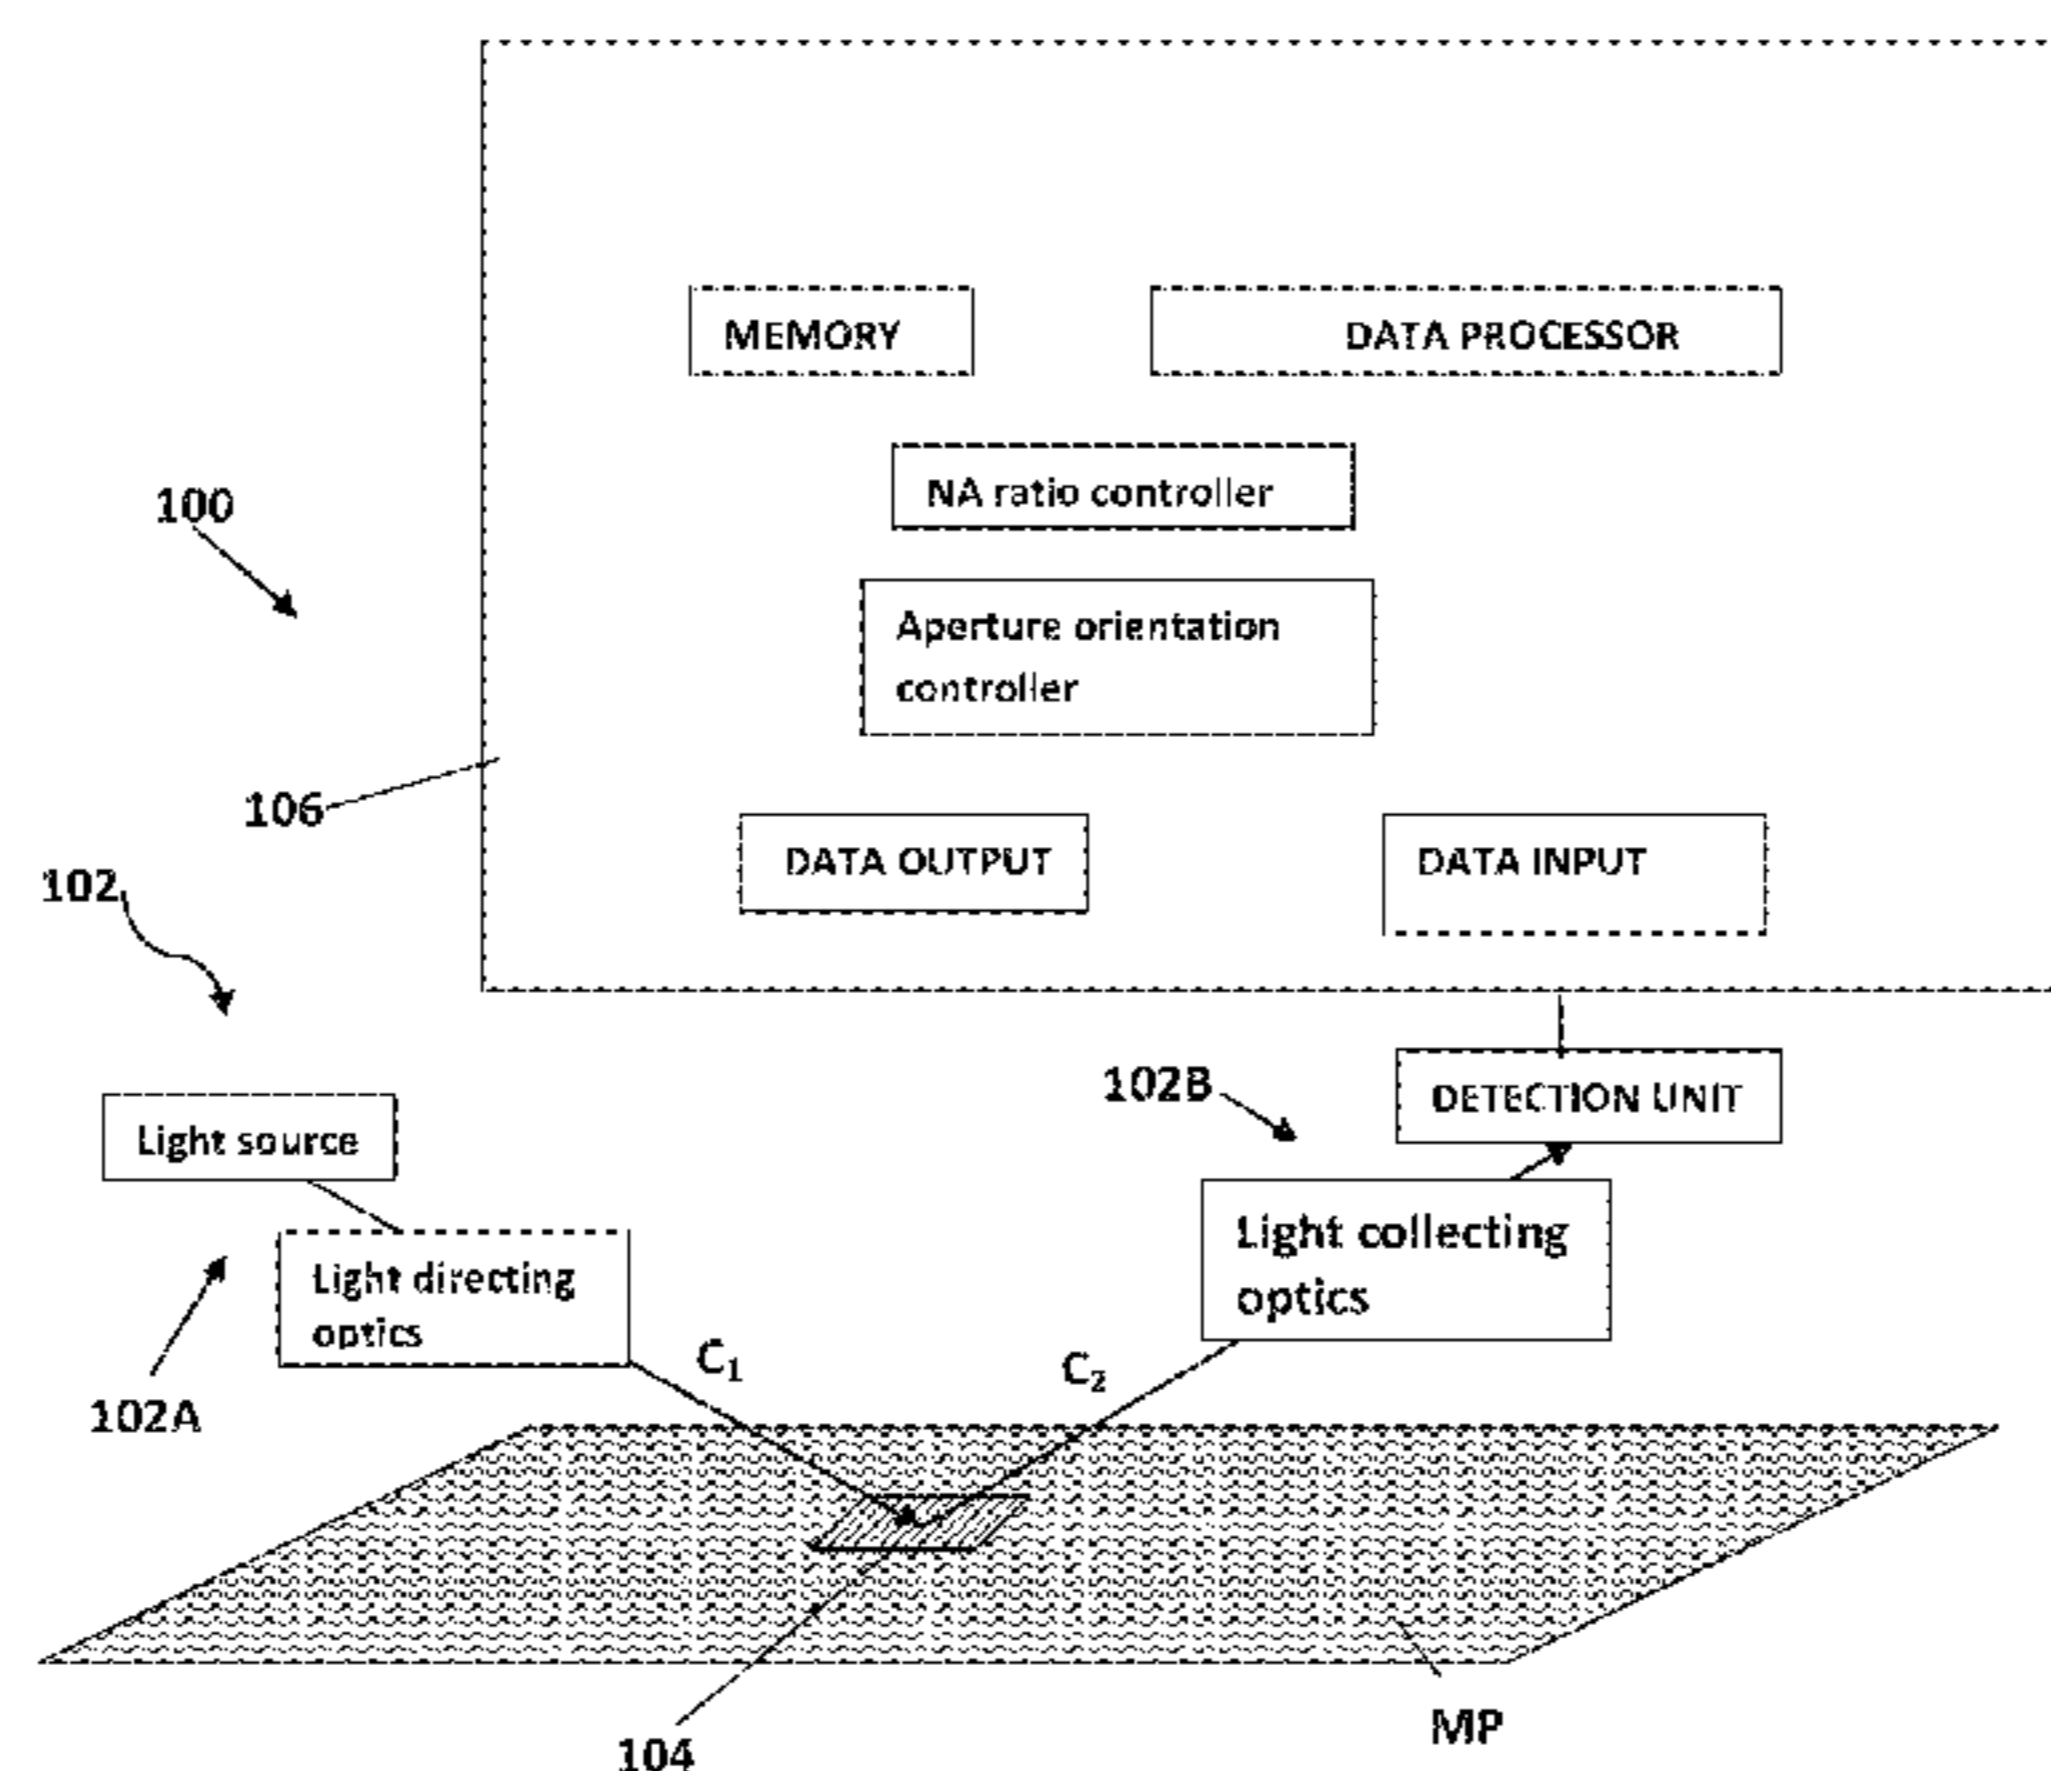 MEMORY
DATA PROCESSOR
NA ratio controller
100
Aperture orientation
controller
106
DATA OUTPUT
DATA INPUT
102
102B
DETECTION UNIT
Light source
Light collecting
optics
Light directing
optics
C₁
C₂
102A
MP
104